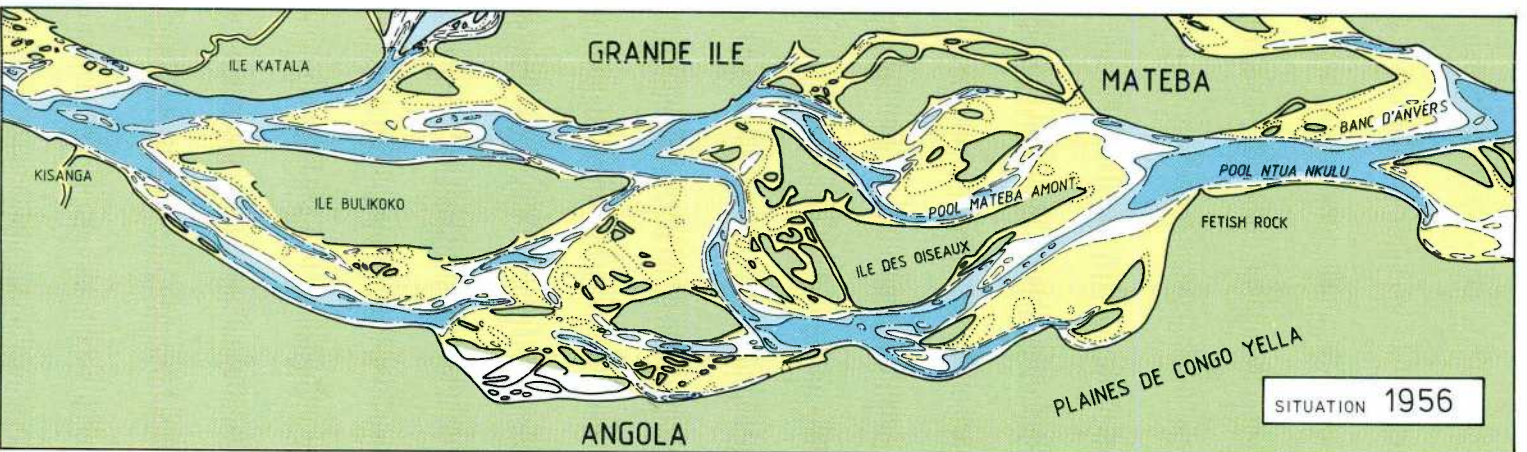 GRANDE ILE
MATEBA
ILE KATALA
BANC D'ANVERS
KISANGA
ILE BULIKOKO
POOL MATEBA AMONT
POOL NTUA NKULU
FETISH ROCK
ILE DES OISEAUX
PLAINES DE CONGO YELLA
SITUATION 1956
ANGOLA